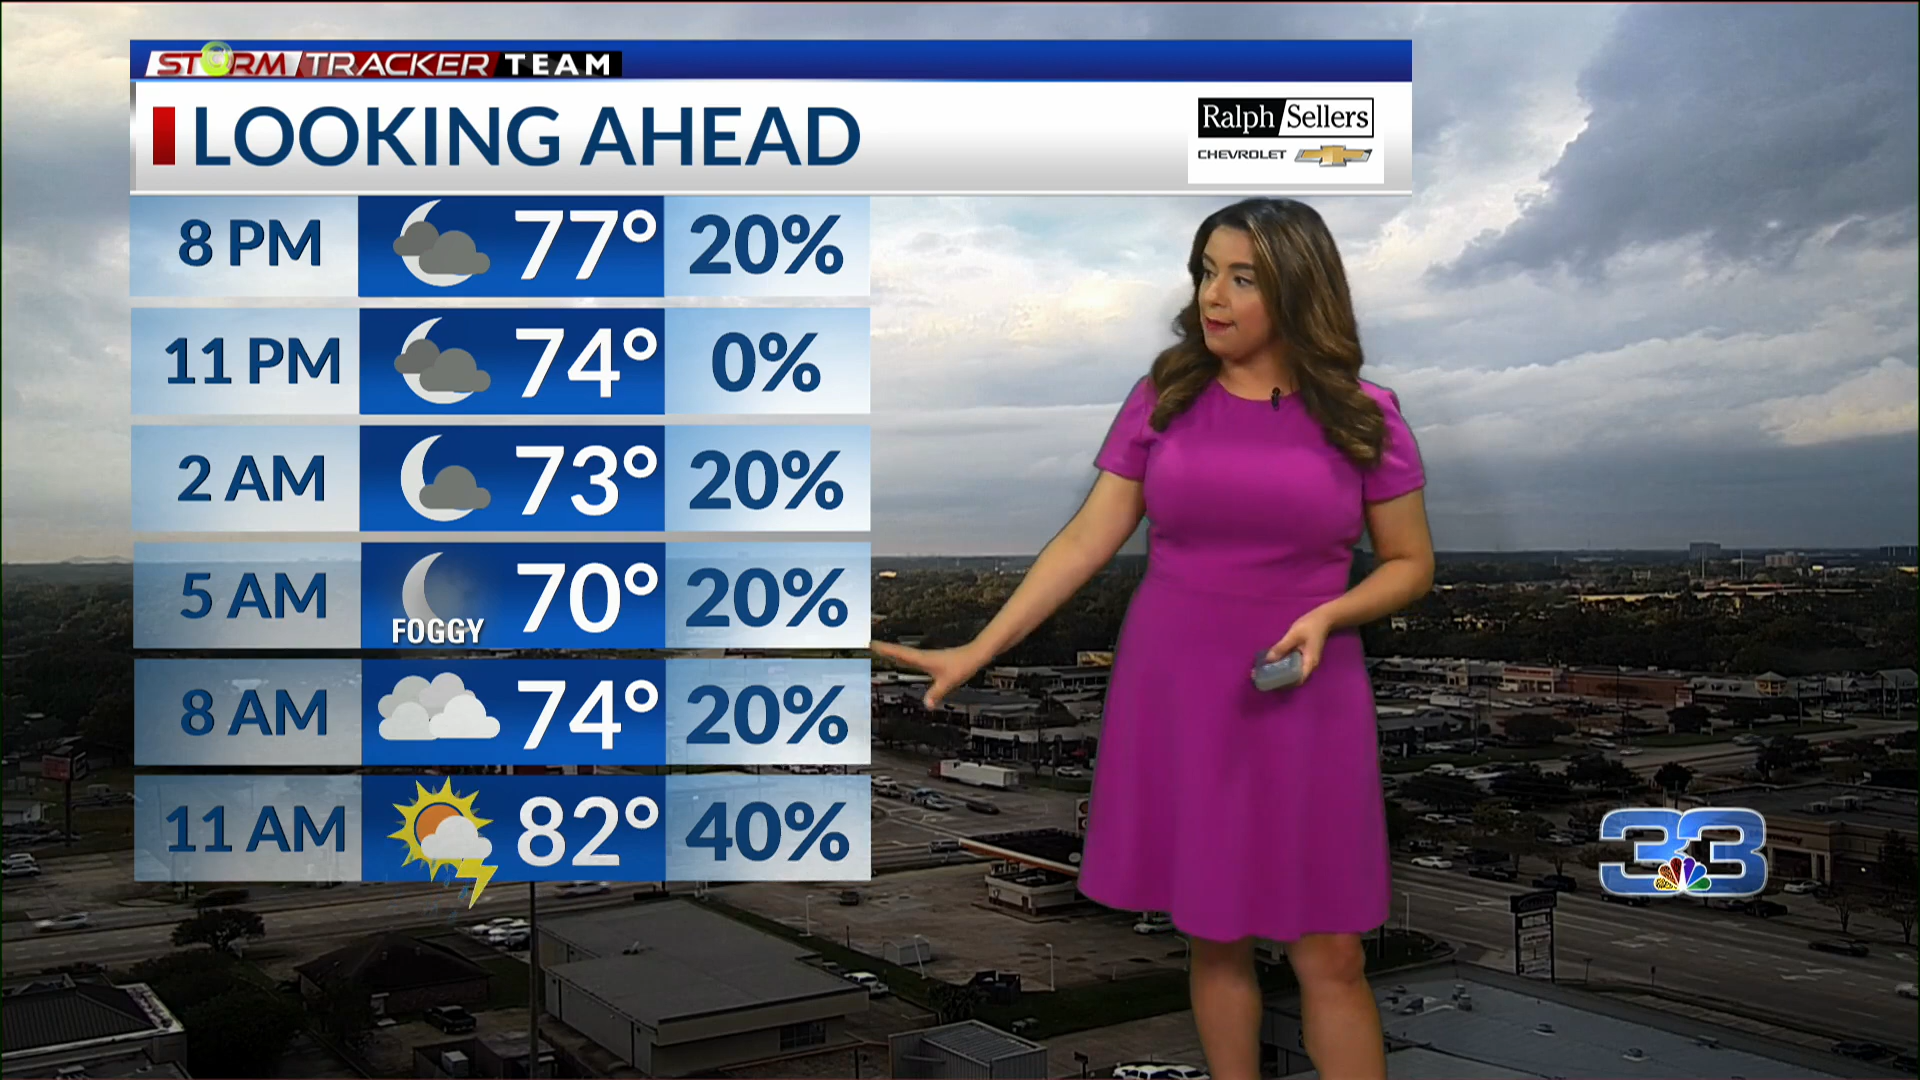 STORM TRACKER TEAM
LOOKING AHEAD
Ralph Sellers
CHEVROLET
8 PM 77° 20%
11 PM 74° 0%
2 AM 73° 20%
5 AM FOGGY 70° 20%
8 AM 74° 20%
11 AM 82° 40%
33